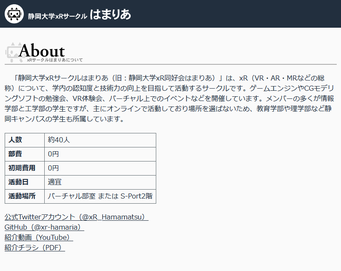 静岡大学xRサークル はまりあ
About
xRサークルはまりあについて
「静岡大学xRサークルはまりあ（旧：静岡大学xR同好会はまりあ）」は、xR（VR・AR・MRなどの総
称）について、学内の認知度と技術力の向上を目指して活動するサークルです。ゲームエンジンやCGモデリ
ングソフトの勉強会、VR体験会、バーチャル上でのイベントなどを開催しています。メンバーの多くが情報
学部と工学部の学生ですが、主にオンラインで活動しており場所を選ばないため、教育学部や理学部など静
岡キャンパスの学生も所属しています。
人数 約40人
部費 0円
初期費用 0円
活動日 適宜
活動場所 バーチャル部室 または S-Port2階
公式Twitterアカウント（@xR_Hamamatsu）
GitHub（@xr-hamaria）
紹介動画（YouTube）
紹介チラシ（PDF）